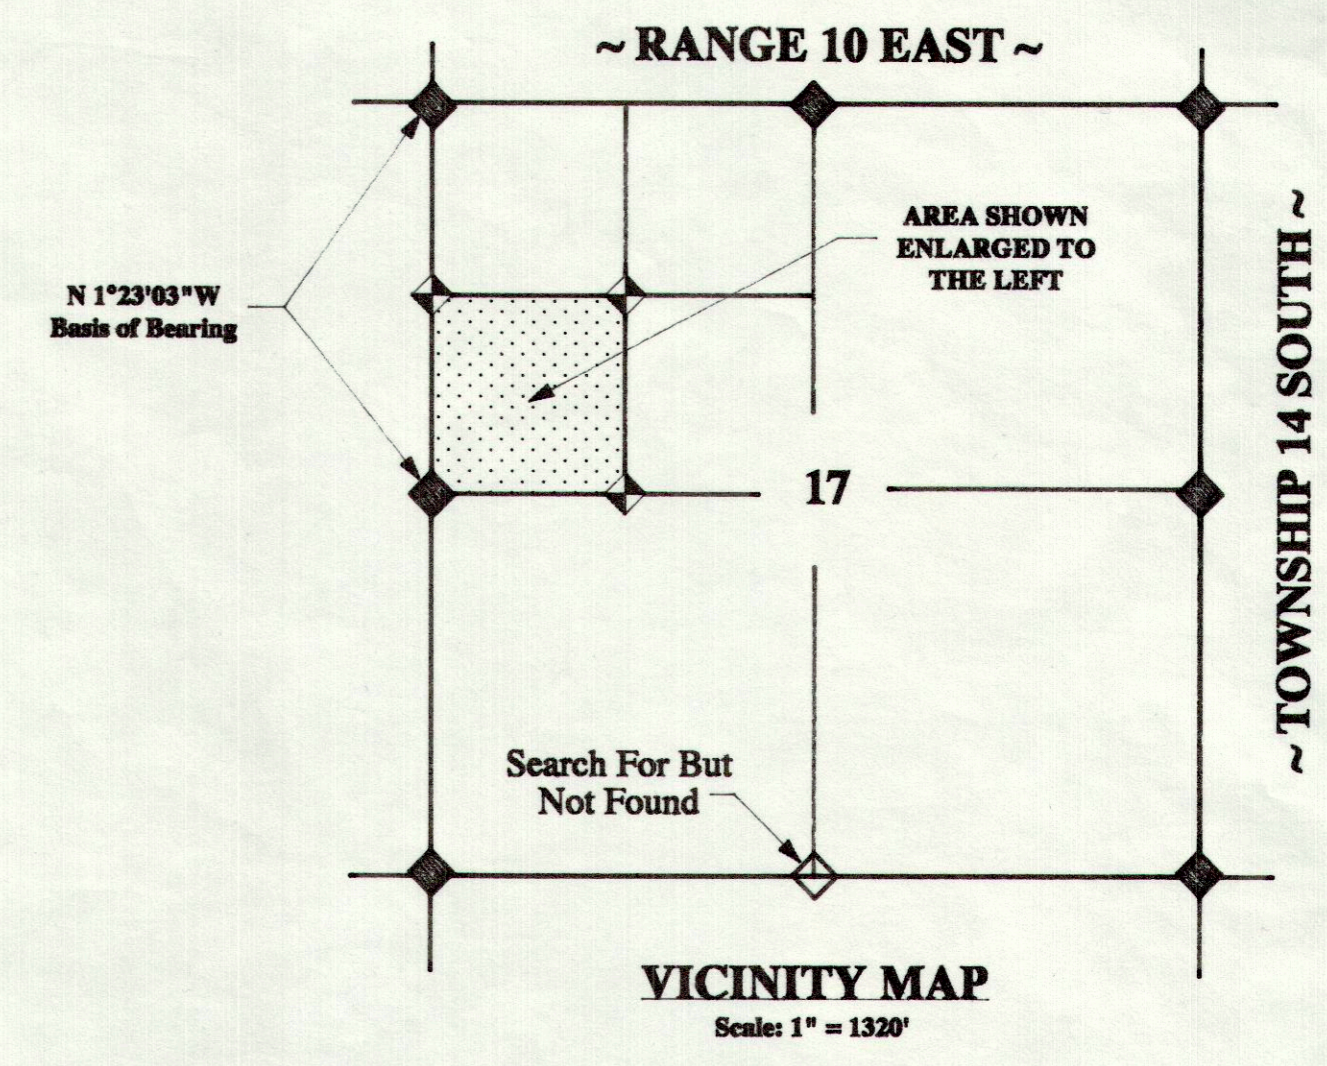 ~ RANGE 10 EAST ~
AREA SHOWN
ENLARGED TO
THE LEFT
N 1°23'03"W
Basis of Bearing
~ TOWNSHIP 14 SOUTH ~
17
Search For But
Not Found
VICINITY MAP
Scale: 1" = 1320'